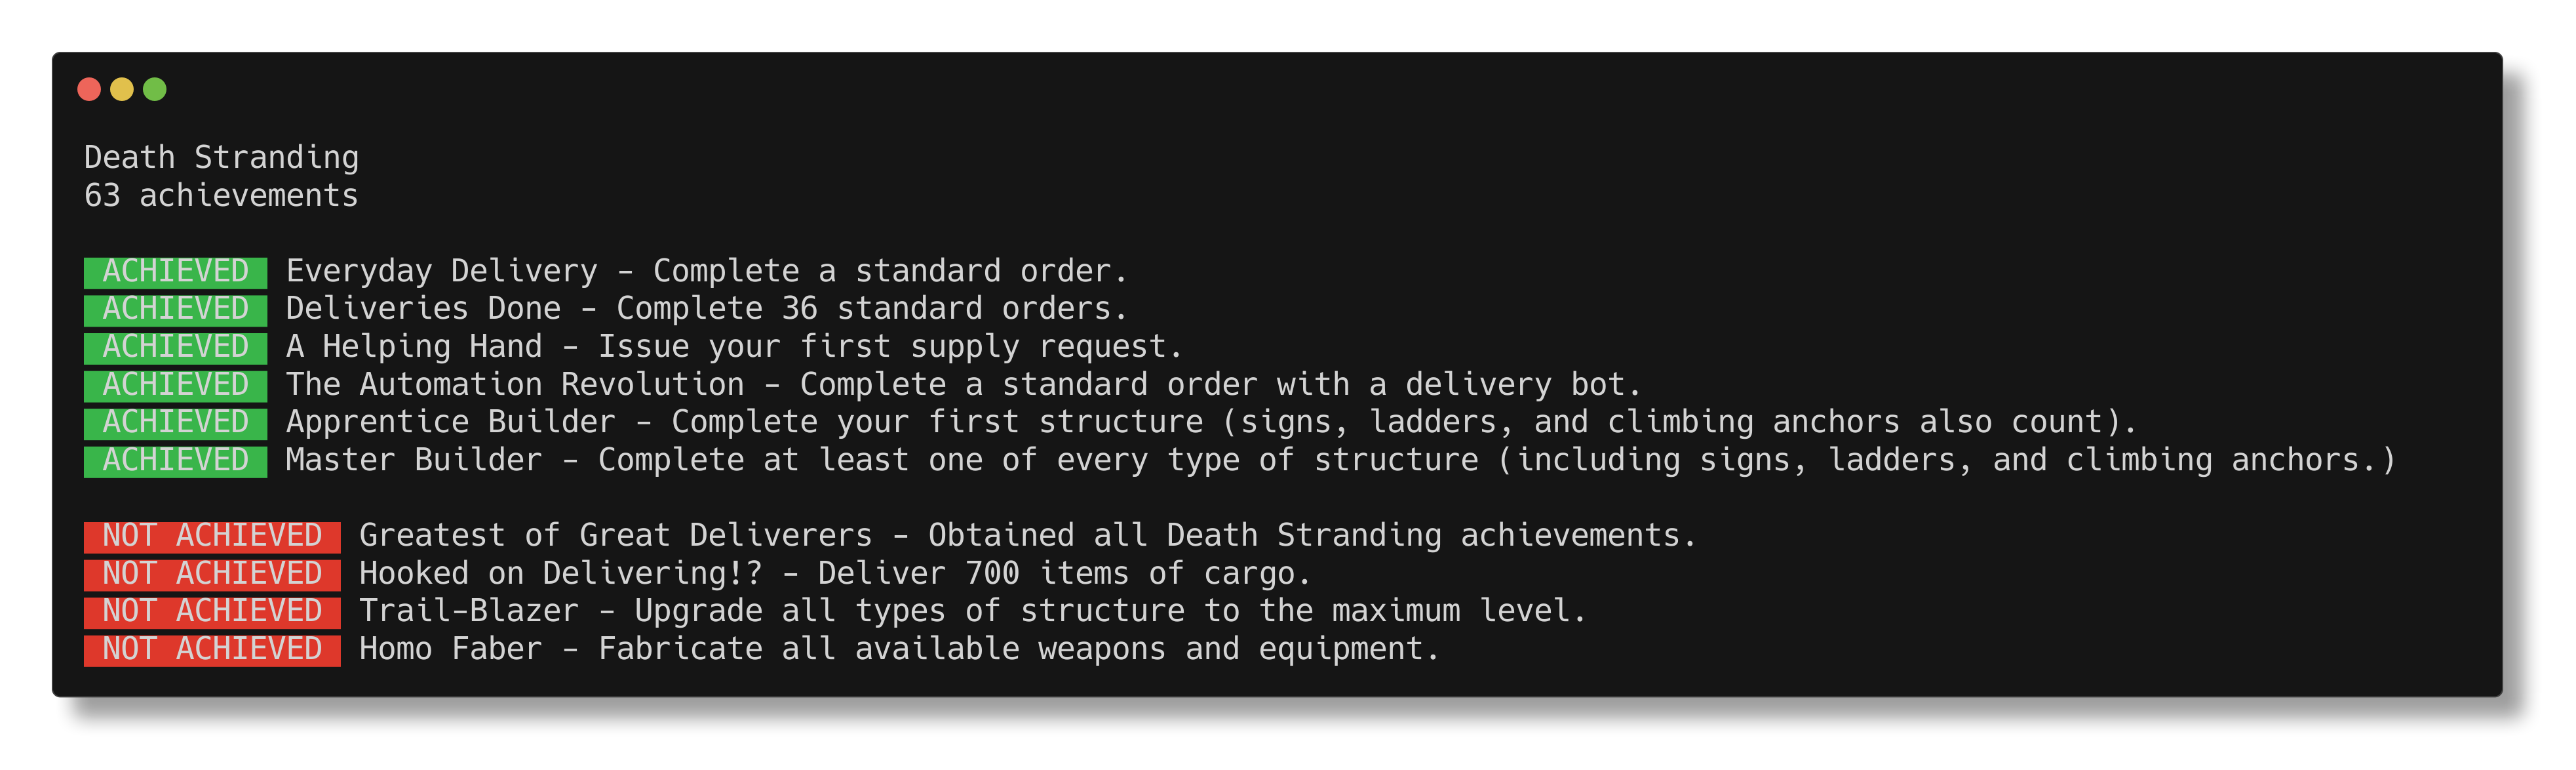 Death Stranding
63 achievements
ACHIEVED Everyday Delivery - Complete a standard order.
ACHIEVED Deliveries Done - Complete 36 standard orders.
ACHIEVED A Helping Hand - Issue your first supply request.
ACHIEVED The Automation Revolution - Complete a standard order with a delivery bot.
ACHIEVED Apprentice Builder - Complete your first structure (signs, ladders, and climbing anchors also count).
ACHIEVED Master Builder - Complete at least one of every type of structure (including signs, ladders, and climbing anchors.)
NOT ACHIEVED Greatest of Great Deliverers - Obtained all Death Stranding achievements.
NOT ACHIEVED Hooked on Delivering!? - Deliver 700 items of cargo.
NOT ACHIEVED Trail-Blazer - Upgrade all types of structure to the maximum level.
NOT ACHIEVED Homo Faber - Fabricate all available weapons and equipment.